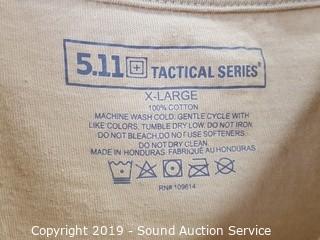 5.11 TACTICAL SERIES®
X-LARGE
100% COTTON
MACHINE WASH COLD. GENTLE CYCLE WITH
LIKE COLORS. TUMBLE DRY LOW. DO NOT IRON
DO NOT BLEACH, DO NOT USE SOFTENERS.
DO NOT DRY CLEAN.
MADE IN HONDURAS. FABRIQUÉ AU HONDURAS
RN# 109614
Copyright 2019 - Sound Auction Service